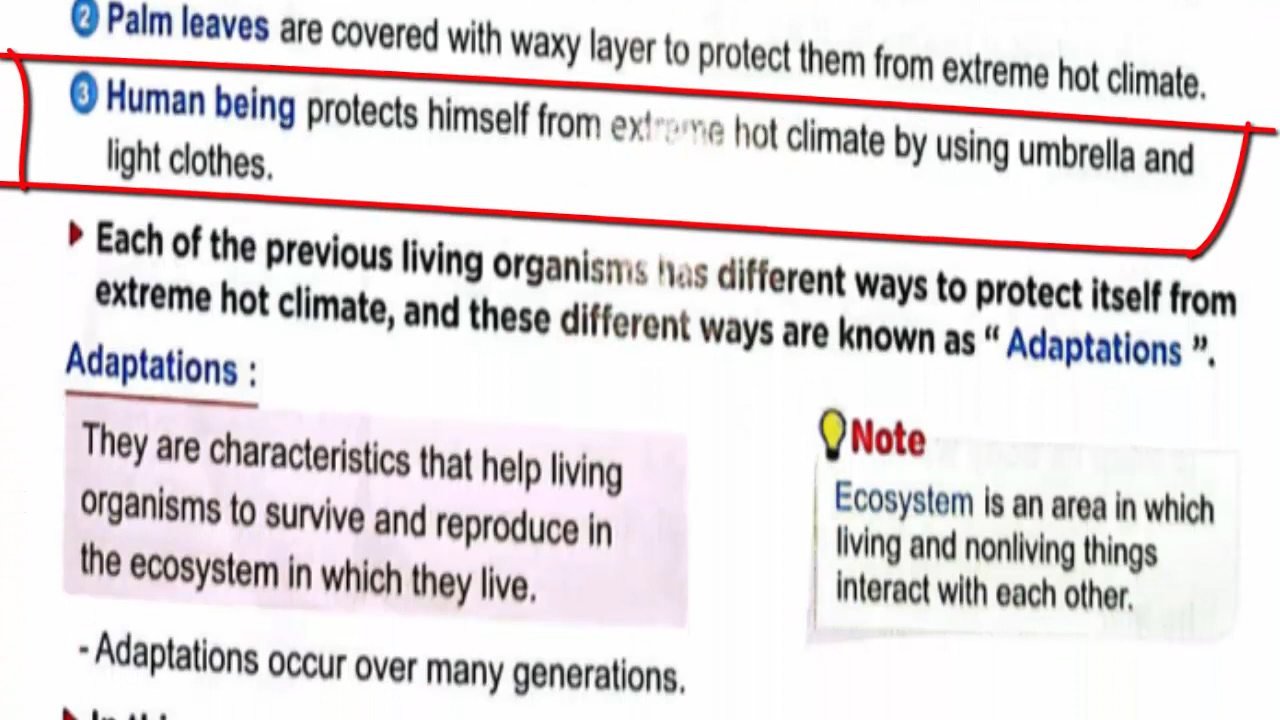 2 Palm leaves are covered with waxy layer to protect them from extreme hot climate.
3 Human being protects himself from extreme hot climate by using umbrella and
light clothes.
Each of the previous living organisms has different ways to protect itself from
extreme hot climate, and these different ways are known as “ Adaptations ”.
Adaptations :
They are characteristics that help living
organisms to survive and reproduce in
the ecosystem in which they live.
- Adaptations occur over many generations.
Note
Ecosystem is an area in which
living and nonliving things
interact with each other.